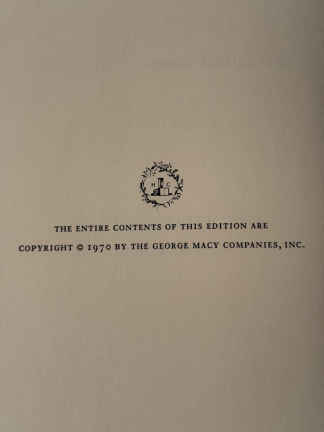 THE ENTIRE CONTENTS OF THIS EDITION ARE
COPYRIGHT © 1970 BY THE GEORGE MACY COMPANIES, INC.